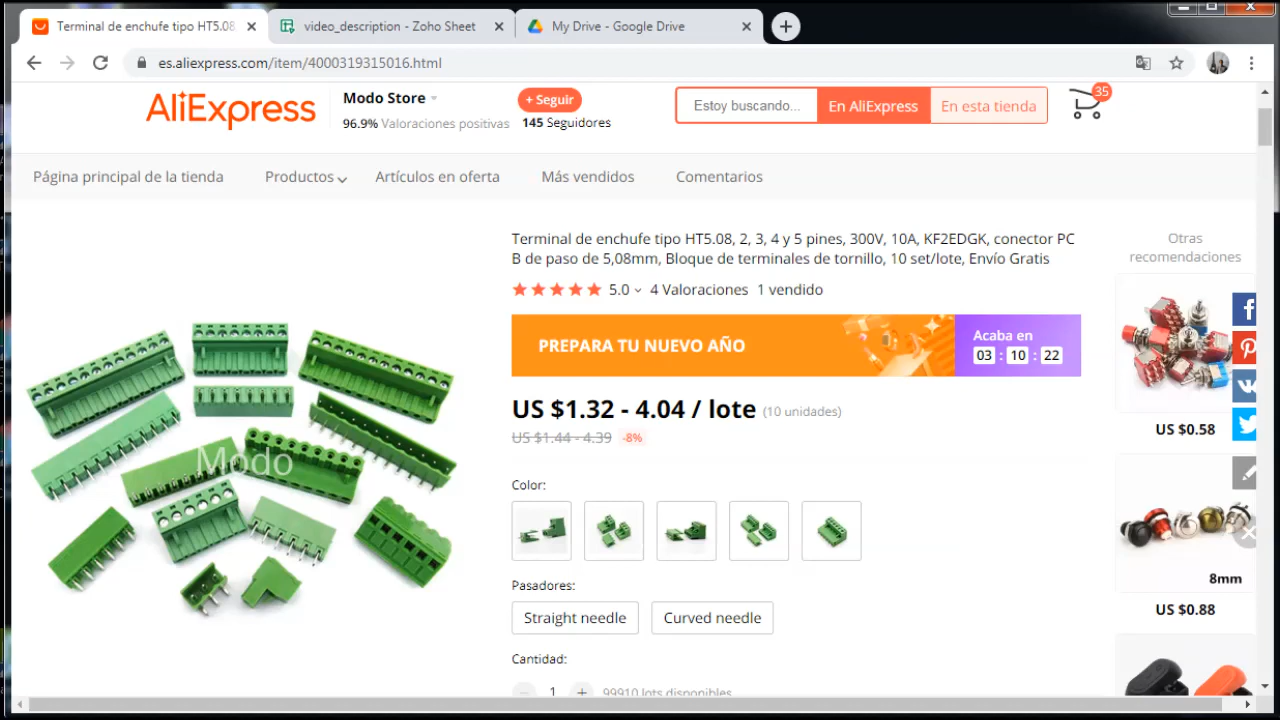 Terminal de enchufe tipo HT5.08
video_description - Zoho Sheet
My Drive - Google Drive
es.aliexpress.com/item/4000319315016.html
AliExpress
Modo Store
96.9% Valoraciones positivas
+ Seguir
145 Seguidores
Estoy buscando...
En AliExpress
En esta tienda
35
Página principal de la tienda
Productos
Artículos en oferta
Más vendidos
Comentarios
Terminal de enchufe tipo HT5.08, 2, 3, 4 y 5 pines, 300V, 10A, KF2EDGK, conector PC
B de paso de 5,08mm, Bloque de terminales de tornillo, 10 set/lote, Envío Gratis
5.0 4 Valoraciones 1 vendido
PREPARA TU NUEVO AÑO
Acaba en
03 : 10 : 22
US $1.32 - 4.04 / lote (10 unidades)
US $1.44 - 4.39 -8%
Color:
Pasadores:
Straight needle
Curved needle
Cantidad:
1
99910 lots disponibles
Modo
Otras
recomendaciones
US $0.58
8mm
US $0.88